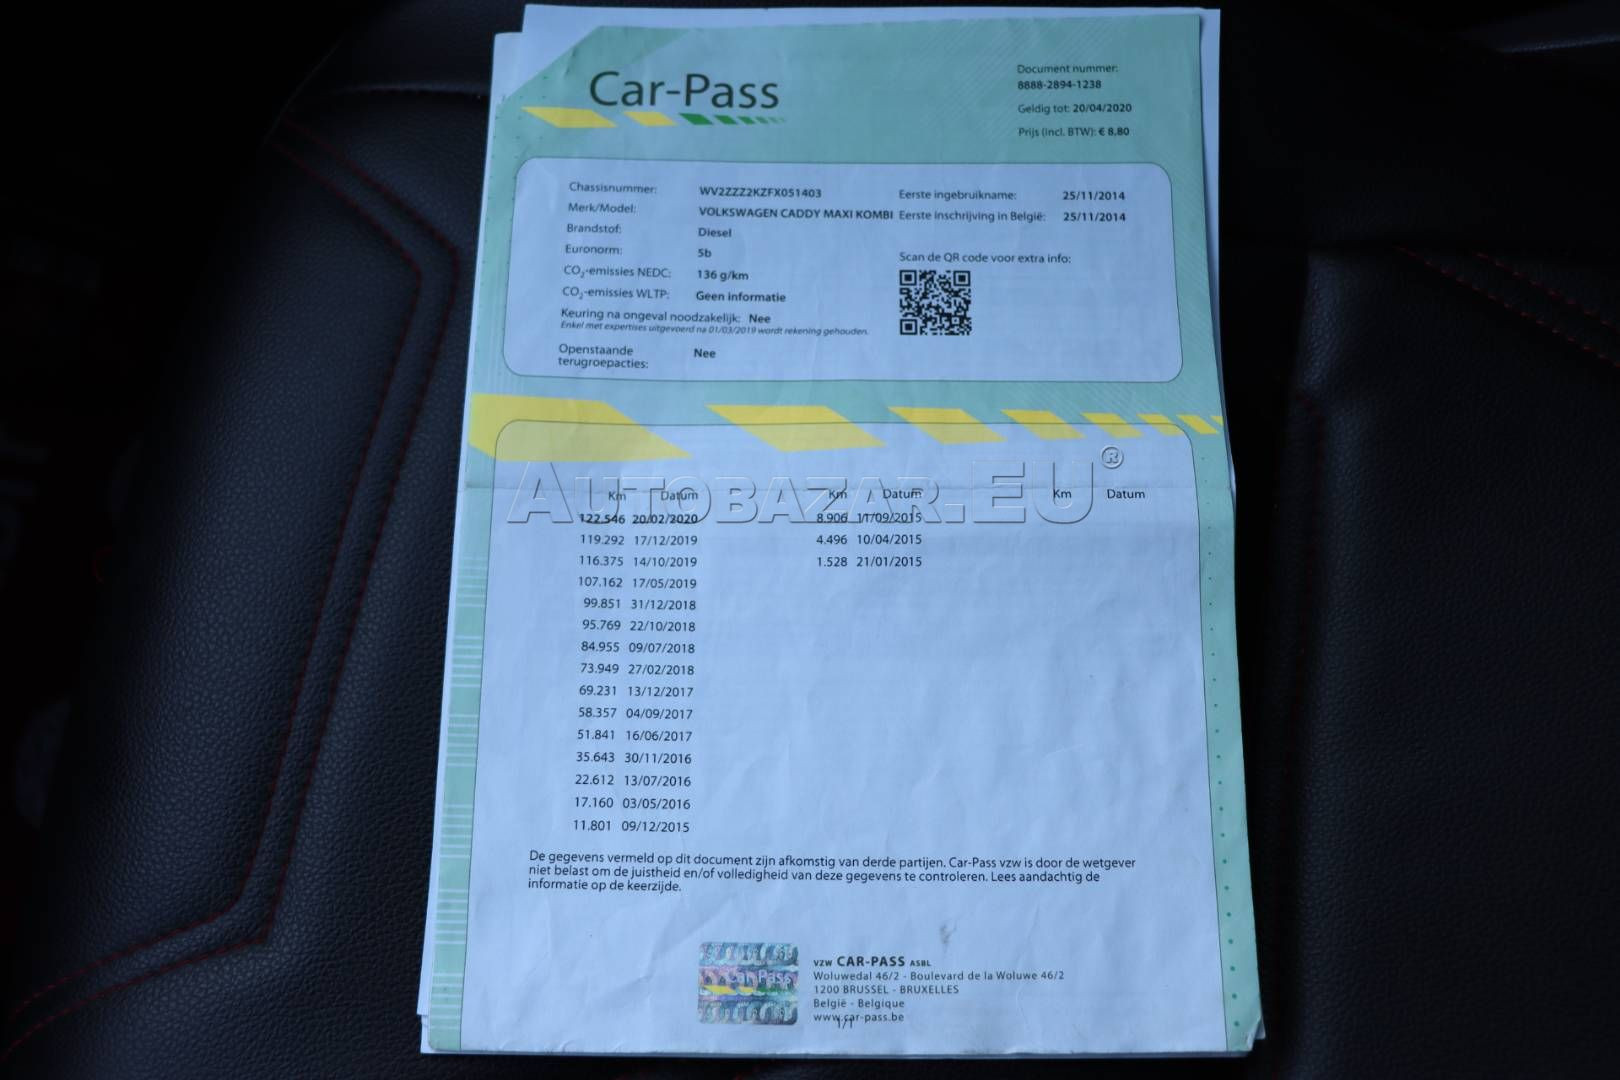 Car-Pass
Document nummer:
8888-2894-1238
Geldig tot: 20/04/2020
Prijs (incl. BTW): € 8,80
Chassisnummer: WV2ZZZ2KZFX051403
Merk/Model: VOLKSWAGEN CADDY MAXI KOMBI
Brandstof: Diesel
Euronorm: 5b
CO₂-emissies NEDC: 136 g/km
CO₂-emissies WLTP: Geen informatie
Keuring na ongeval noodzakelijk: Nee
Enkel met expertises uitgevoerd na 01/03/2019 wordt rekening gehouden.
Openstaande terugroepacties: Nee
Eerste ingebruikname: 25/11/2014
Eerste inschrijving in België: 25/11/2014
Scan de QR code voor extra info:
AUTOBAZAR.EU®
Km Datum
122.546 20/02/2020
119.292 17/12/2019
116.375 14/10/2019
107.162 17/05/2019
99.851 31/12/2018
95.769 22/10/2018
84.955 09/07/2018
73.949 27/02/2018
69.231 13/12/2017
58.357 04/09/2017
51.841 16/06/2017
35.643 30/11/2016
22.612 13/07/2016
17.160 03/05/2016
11.801 09/12/2015
Km Datum
8.906 11/09/2015
4.496 10/04/2015
1.528 21/01/2015
Km Datum
De gegevens vermeld op dit document zijn afkomstig van derde partijen. Car-Pass vzw is door de wetgever
niet belast om de juistheid en/of volledigheid van deze gegevens te controleren. Lees aandachtig de
informatie op de keerzijde.
Car-Pass
VZW CAR-PASS ASBL
Woluwedal 46/2 - Boulevard de la Woluwe 46/2
1200 BRUSSEL - BRUXELLES
België - Belgique
www.car-pass.be
1/1